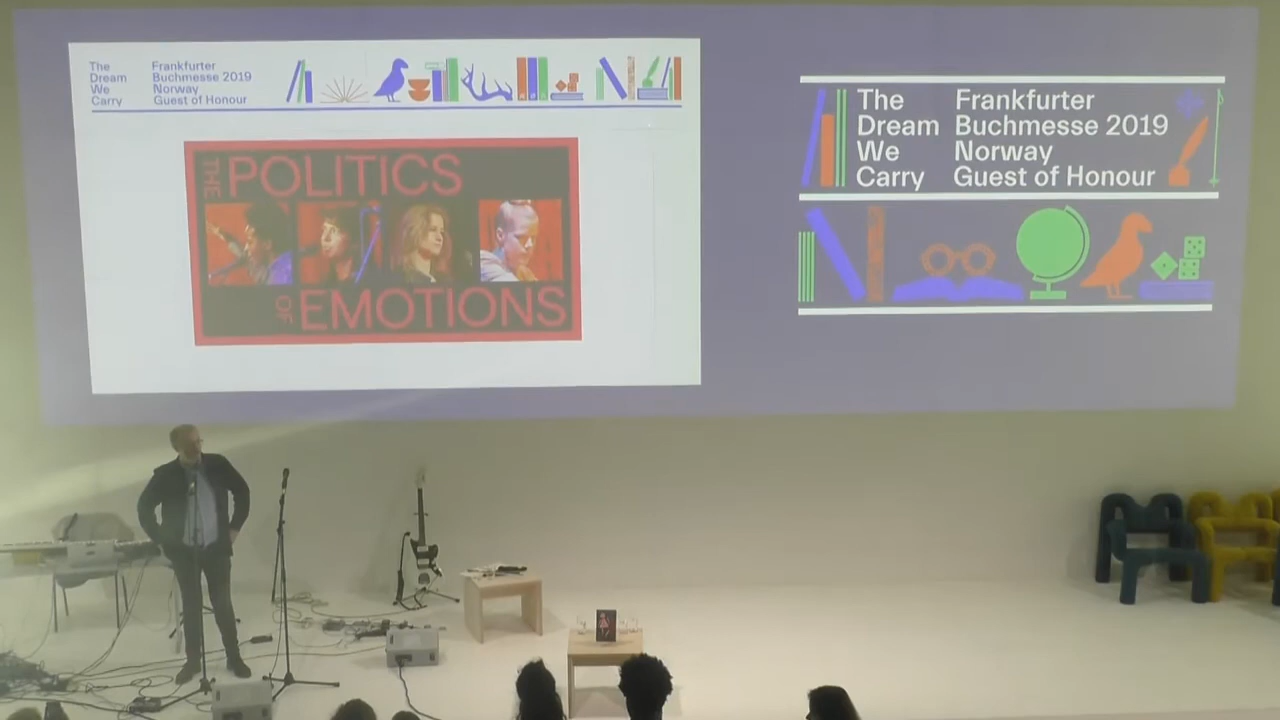 The
Dream
We
Carry
Frankfurter
Buchmesse 2019
Norway
Guest of Honour
THE POLITICS
OF EMOTIONS
The
Dream
We
Carry
Frankfurter
Buchmesse 2019
Norway
Guest of Honour